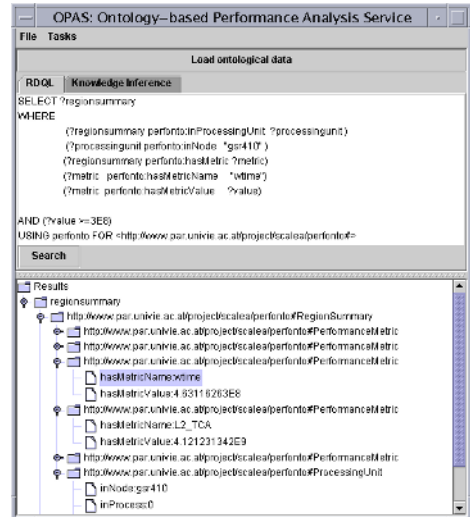 OPAS: Ontology-based Performance Analysis Service
File Tasks
Load ontological data
RDQL Knowledge Inference
SELECT ?regionsummary
WHERE
(?regionsummary perfonto:inProcessingUnit ?processingunit)
(?processingunit perfonto:inNode "gsr410")
(?regionsummary perfonto:hasMetric ?metric)
(?metric perfonto:hasMetricName "wtime")
(?metric perfonto:hasMetricValue ?value)
AND (?value >=3E8)
USING perfonto FOR <http://www.par.univie.ac.at/project/scalea/perfonto#>
Search
Results
regionsummary
http://www.par.univie.ac.at/project/scalea/perfonto#RegionSummary
http://www.par.univie.ac.at/project/scalea/perfonto#PerformanceMetric
http://www.par.univie.ac.at/project/scalea/perfonto#PerformanceMetric
http://www.par.univie.ac.at/project/scalea/perfonto#PerformanceMetric
hasMetricName:wtime
hasMetricValue:4.63116263E8
http://www.par.univie.ac.at/project/scalea/perfonto#PerformanceMetric
hasMetricName:L2_TCA
hasMetricValue:4.121231342E9
http://www.par.univie.ac.at/project/scalea/perfonto#PerformanceMetric
http://www.par.univie.ac.at/project/scalea/perfonto#ProcessingUnit
inNode:gsr410
inProcess:0